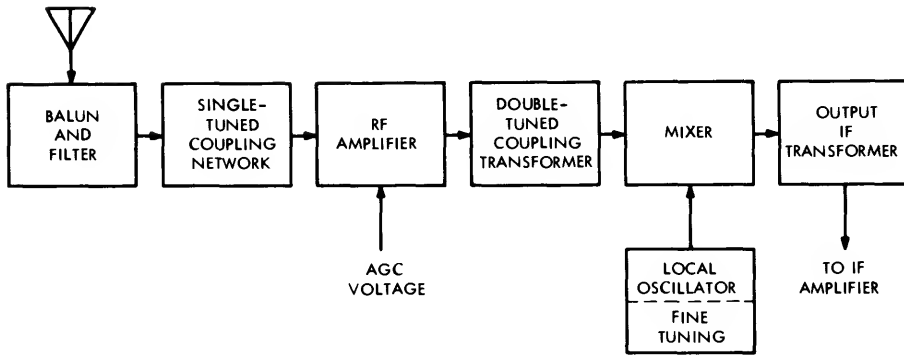 BALUN
AND
FILTER
SINGLE-
TUNED
COUPLING
NETWORK
RF
AMPLIFIER
DOUBLE-
TUNED
COUPLING
TRANSFORMER
MIXER
OUTPUT
IF
TRANSFORMER
AGC
VOLTAGE
LOCAL
OSCILLATOR
FINE
TUNING
TO IF
AMPLIFIER